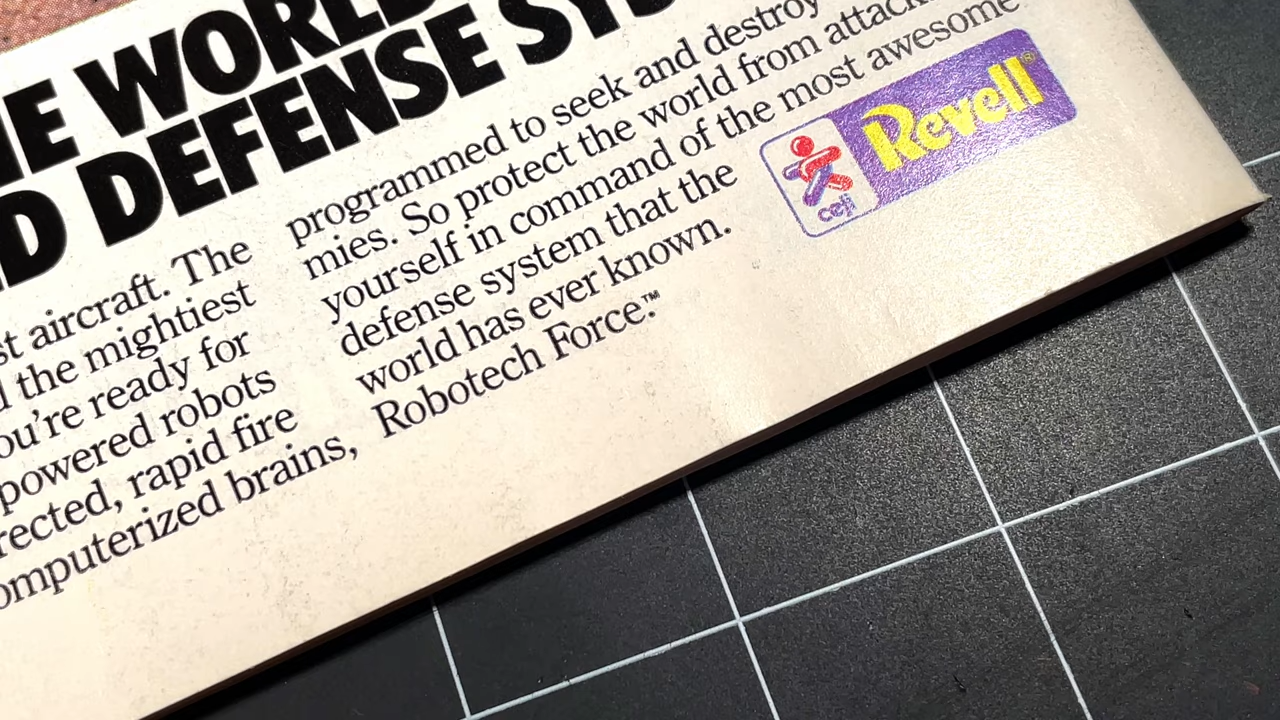 HE WORLD
D DEFENSE SYS
st aircraft. The
the mightiest
ou're ready for
powered robots
rected, rapid fire
omputerized brains,
programmed to seek and destroy
mies. So protect the world from attack
yourself in command of the most awesome
defense system that the
world has ever known.
Robotech Force.™
ceji
Revell®